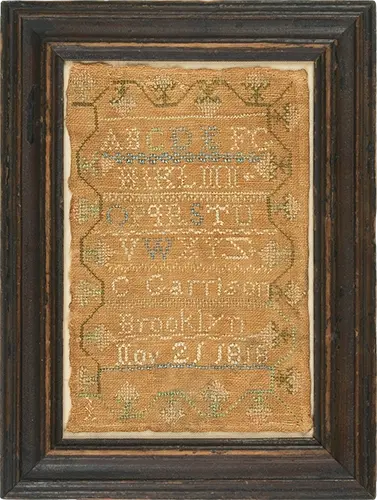 ABCDEFG
HIKLMN
OPQRSTU
VWXYZ
C Garrison
Brooklyn
Nov 21 1818